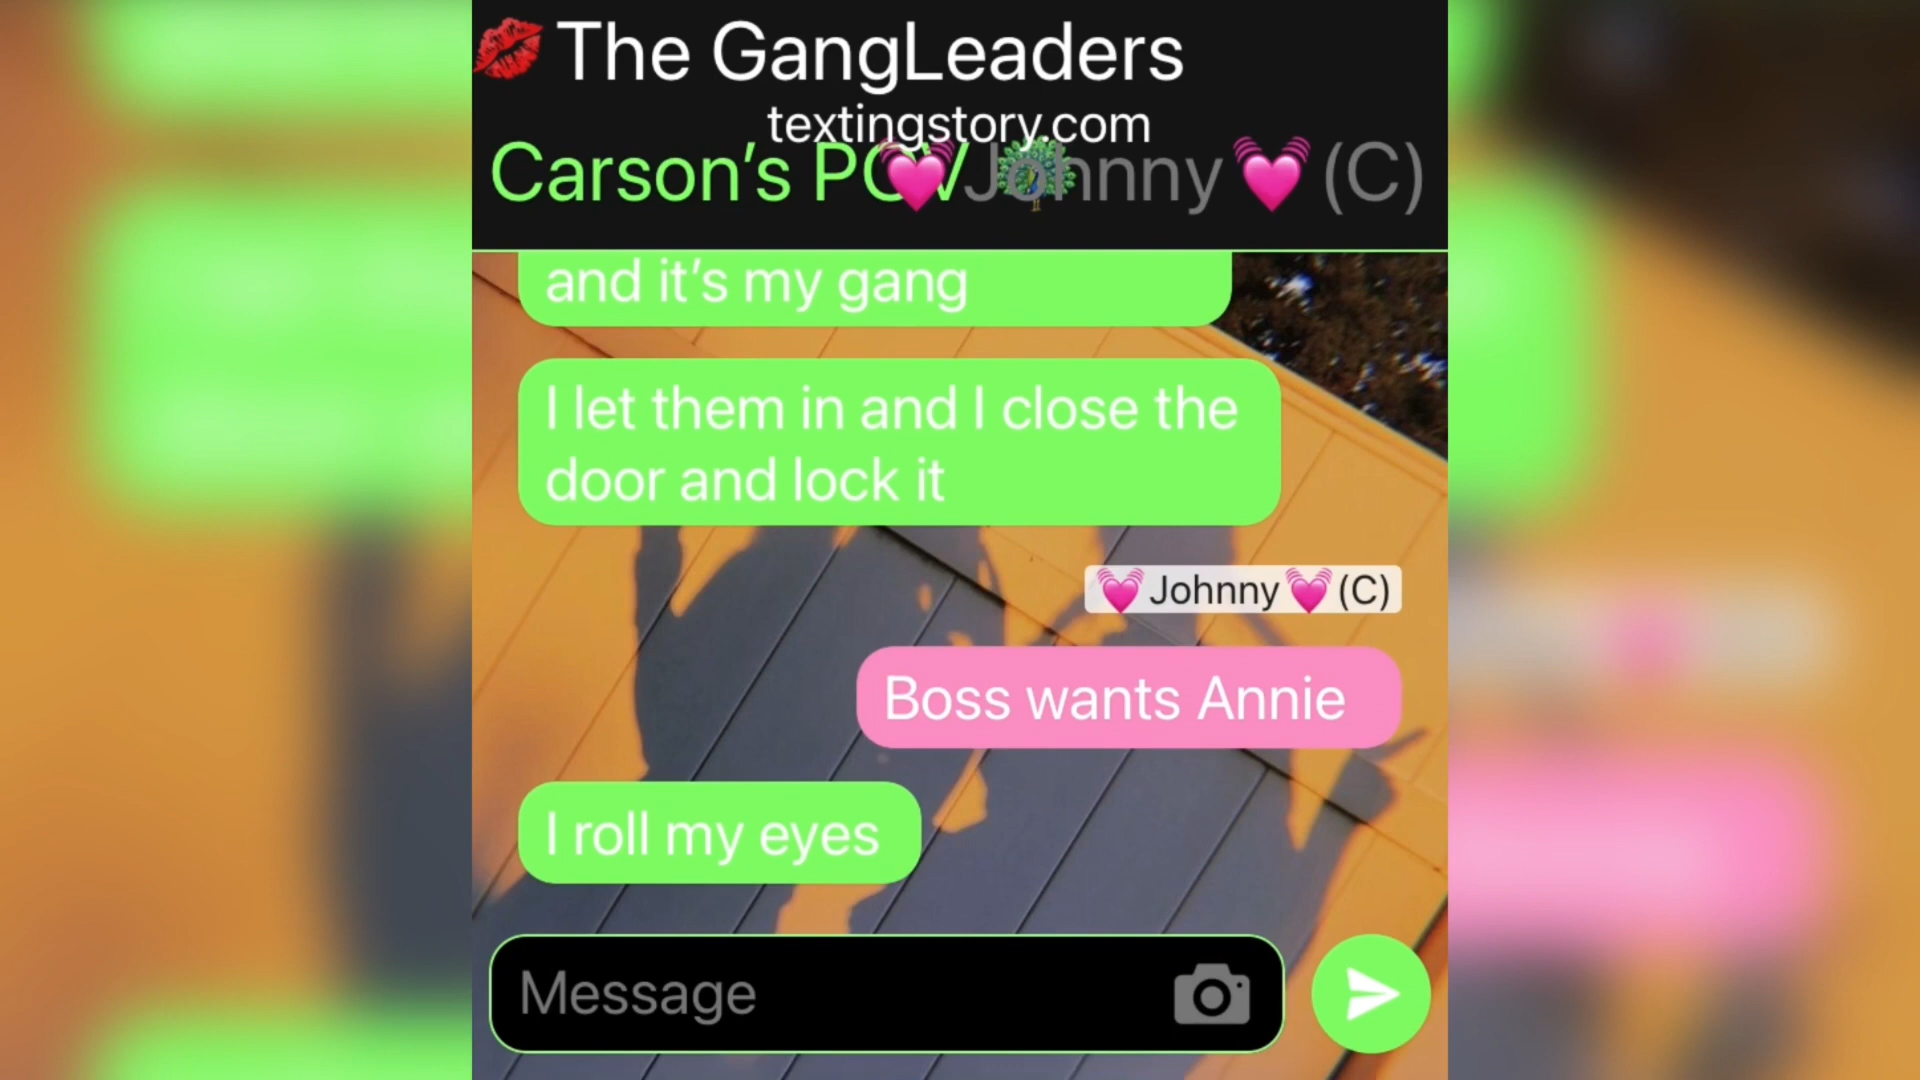 The GangLeaders
textingstory.com
Carson’s POV Johnny (C)
and it’s my gang
I let them in and I close the
door and lock it
Johnny (C)
Boss wants Annie
I roll my eyes
Message